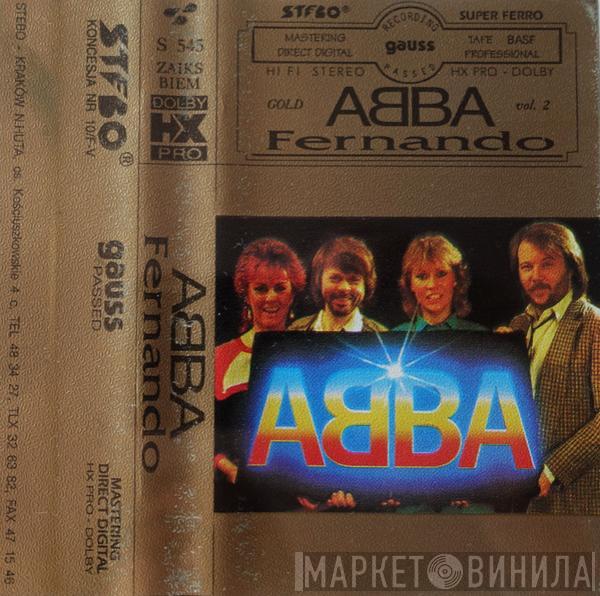 STEBO - KRAKÓW N.HUTA, os. Kościuszkowskie 4 c, TEL 48 34 27, TLX 32 63 82, FAX 47 15 46
STEBO®
KONCESJA NR 10/F-V
gauss
PASSED
MASTERING
DIRECT DIGITAL
HX PRO - DOLBY
S 545
ZAIKS
BIEM
DOLBY
HX
PRO
ABBA
Fernando
STEBO®
SUPER FERRO
MASTERING
DIRECT DIGITAL
RECORDING
gauss
PASSED
TAPE BASF
PROFESSIONAL
HI FI STEREO
HX PRO - DOLBY
GOLD
ABBA
vol. 2
Fernando
ABBA
МАРКЕТ ВИНИЛА